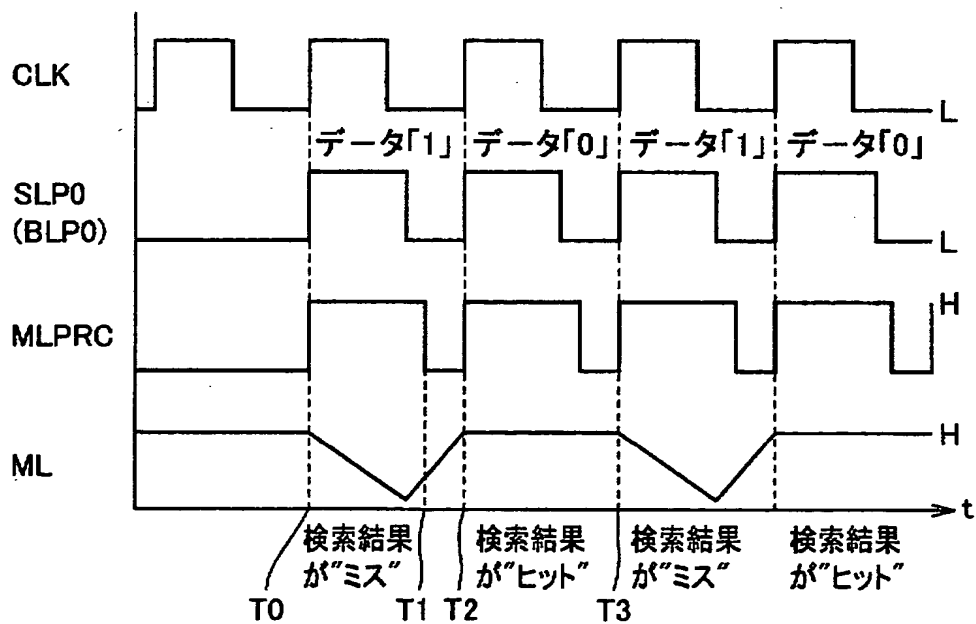 CLK
L
データ「1」 データ「0」 データ「1」 データ「0」
SLP0
(BLP0)
L
MLPRC
H
ML
H
t
検索結果
が"ミス"
検索結果
が"ヒット"
検索結果
が"ミス"
検索結果
が"ヒット"
T0 T1 T2 T3